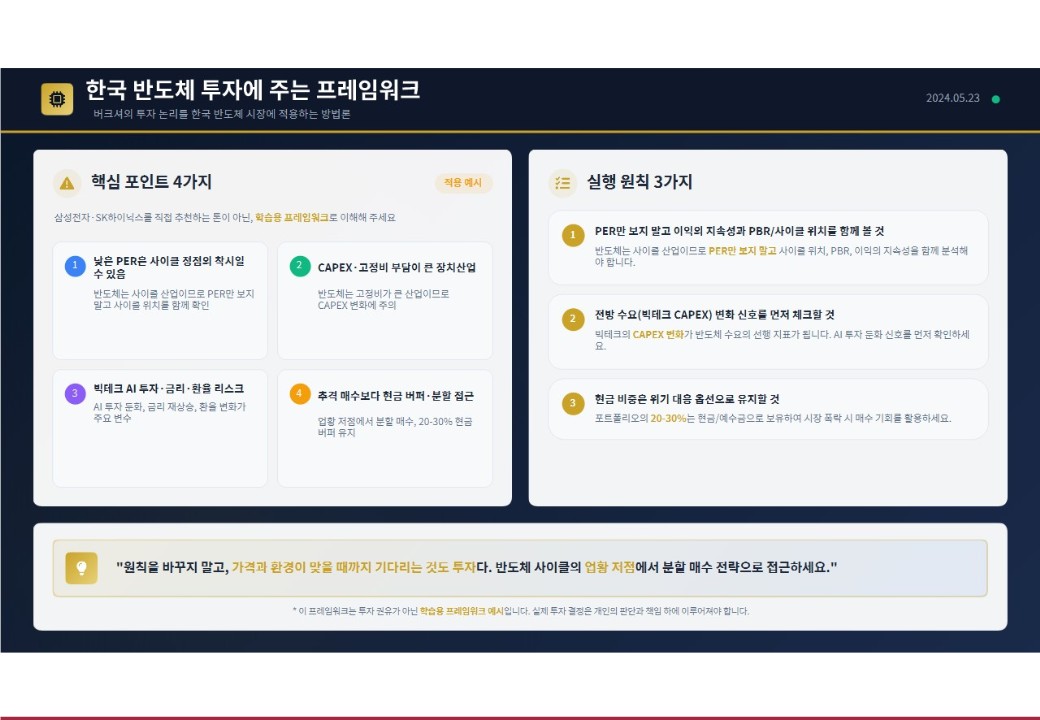 한국 반도체 투자에 주는 프레임워크
버크셔의 투자 논리를 한국 반도체 시장에 적용하는 방법론
2024.05.23
핵심 포인트 4가지
적용 예시
삼성전자·SK하이닉스를 직접 추천하는 톤이 아닌, 학습용 프레임워크로 이해해 주세요
1
낮은 PER은 사이클 정점의 착시일
수 있음
반도체는 사이클 산업이므로 PER만 보지
말고 사이클 위치를 함께 확인
2
CAPEX·고정비 부담이 큰 장치산업
반도체는 고정비가 큰 산업이므로
CAPEX 변화에 주의
3
빅테크 AI 투자·금리·환율 리스크
AI 투자 둔화, 금리 재상승, 환율 변화가
주요 변수
4
추격 매수보다 현금 버퍼·분할 접근
업황 저점에서 분할 매수, 20-30% 현금
버퍼 유지
실행 원칙 3가지
1
PER만 보지 말고 이익의 지속성과 PBR/사이클 위치를 함께 볼 것
반도체는 사이클 산업이므로 PER만 보지 말고 사이클 위치, PBR, 이익의 지속성을 함께 분석해
야 합니다.
2
전방 수요(빅테크 CAPEX) 변화 신호를 먼저 체크할 것
빅테크의 CAPEX 변화가 반도체 수요의 선행 지표가 됩니다. AI 투자 둔화 신호를 먼저 확인하세
요.
3
현금 비중은 위기 대응 옵션으로 유지할 것
포트폴리오의 20-30%는 현금/예수금으로 보유하여 시장 폭락 시 매수 기회를 활용하세요.
"원칙을 바꾸지 말고, 가격과 환경이 맞을 때까지 기다리는 것도 투자다. 반도체 사이클의 업황 저점에서 분할 매수 전략으로 접근하세요."
* 이 프레임워크는 투자 권유가 아닌 학습용 프레임워크 예시입니다. 실제 투자 결정은 개인의 판단과 책임 하에 이루어져야 합니다.